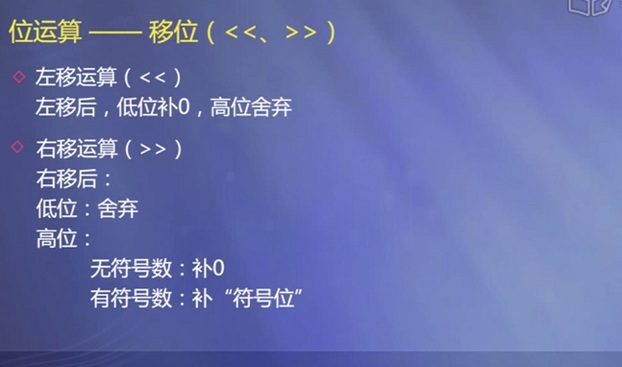 位运算 —— 移位（<<、>>）
左移运算（<<）
左移后，低位补0，高位舍弃
右移运算（>>）
右移后：
低位：舍弃
高位：
无符号数：补0
有符号数：补“符号位”